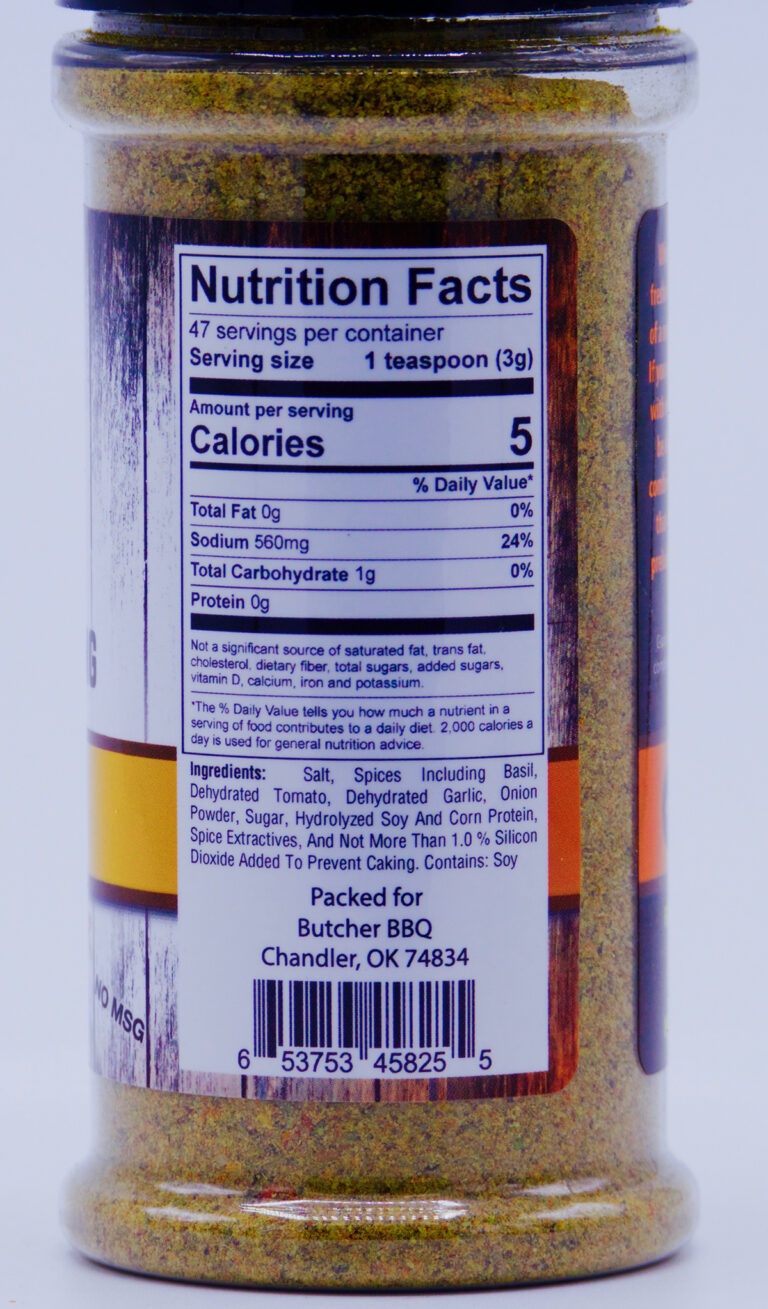 Nutrition Facts
47 servings per container
Serving size 1 teaspoon (3g)
Amount per serving
Calories 5
% Daily Value*
Total Fat 0g 0%
Sodium 560mg 24%
Total Carbohydrate 1g 0%
Protein 0g
Not a significant source of saturated fat, trans fat,
cholesterol, dietary fiber, total sugars, added sugars,
vitamin D, calcium, iron and potassium.
*The % Daily Value tells you how much a nutrient in a
serving of food contributes to a daily diet. 2,000 calories a
day is used for general nutrition advice.
Ingredients: Salt, Spices Including Basil,
Dehydrated Tomato, Dehydrated Garlic, Onion
Powder, Sugar, Hydrolyzed Soy And Corn Protein,
Spice Extractives, And Not More Than 1.0 % Silicon
Dioxide Added To Prevent Caking. Contains: Soy
Packed for
Butcher BBQ
Chandler, OK 74834
6 53753 45825 5
NO MSG